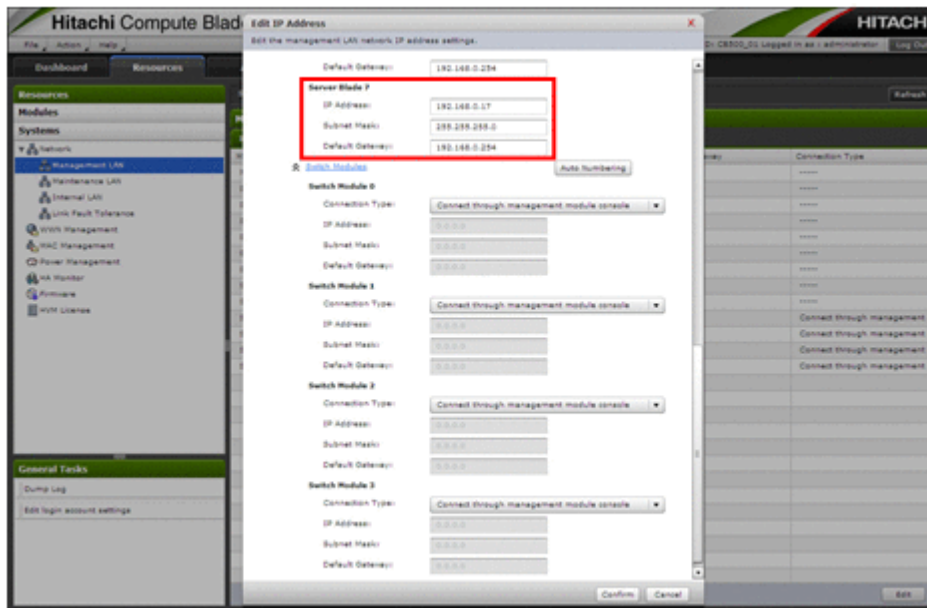 Hitachi Compute Blad
HITACH
File Action Help
CB500_01 Logged in as : administrator Log Out
Dashboard Resources
Resources
Modules
Systems
Network
Management LAN
Maintenance LAN
Internal LAN
Link Fault Tolerance
WWN Management
MAC Management
Power Management
HA Monitor
Firmware
HVM License
General Tasks
Dump Log
Edit login account settings
Edit IP Address
Edit the management LAN network IP address settings.
Default Gateway: 192.168.0.254
Server Blade 7
IP Address: 192.168.0.17
Subnet Mask: 255.255.255.0
Default Gateway: 192.168.0.254
Switch Modules Auto Numbering
Switch Module 0
Connection Type: Connect through management module console
IP Address: 0.0.0.0
Subnet Mask: 0.0.0.0
Default Gateway: 0.0.0.0
Switch Module 1
Connection Type: Connect through management module console
IP Address: 0.0.0.0
Subnet Mask: 0.0.0.0
Default Gateway: 0.0.0.0
Switch Module 2
Connection Type: Connect through management module console
IP Address: 0.0.0.0
Subnet Mask: 0.0.0.0
Default Gateway: 0.0.0.0
Switch Module 3
Connection Type: Connect through management module console
IP Address: 0.0.0.0
Subnet Mask: 0.0.0.0
Default Gateway: 0.0.0.0
Confirm Cancel
Refresh
Connection Type
-----
-----
-----
-----
-----
-----
-----
-----
-----
-----
Connect through management
Connect through management
Connect through management
Connect through management
Edit